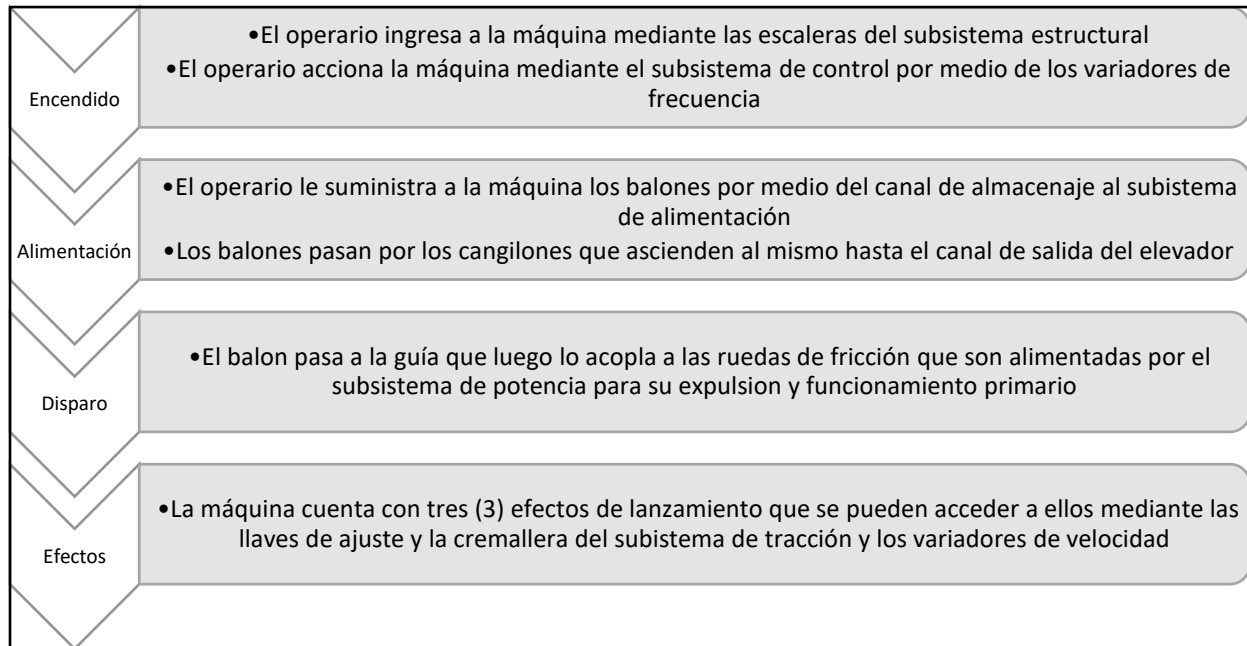 Encendido
•El operario ingresa a la máquina mediante las escaleras del subsistema estructural
•El operario acciona la máquina mediante el subsistema de control por medio de los variadores de
frecuencia
Alimentación
•El operario le suministra a la máquina los balones por medio del canal de almacenaje al subistema
de alimentación
•Los balones pasan por los cangilones que ascienden al mismo hasta el canal de salida del elevador
Disparo
•El balon pasa a la guía que luego lo acopla a las ruedas de fricción que son alimentadas por el
subsistema de potencia para su expulsion y funcionamiento primario
Efectos
•La máquina cuenta con tres (3) efectos de lanzamiento que se pueden acceder a ellos mediante las
llaves de ajuste y la cremallera del subistema de tracción y los variadores de velocidad